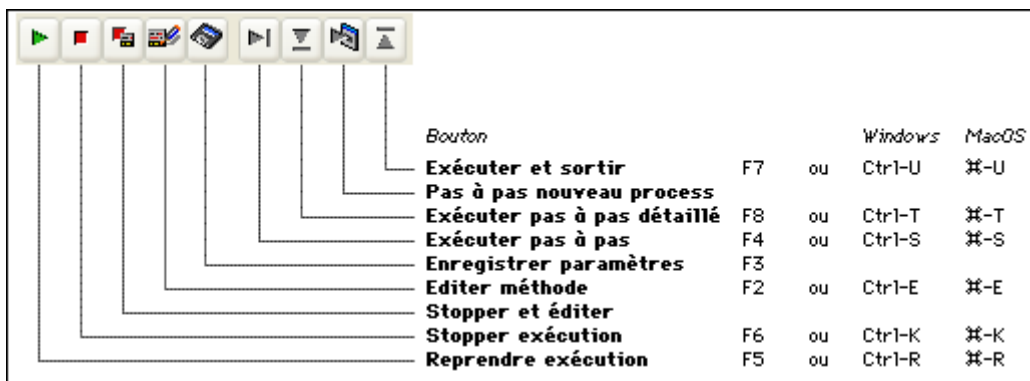 Bouton Windows MacOS
Exécuter et sortir F7 ou Ctrl-U ⌘-U
Pas à pas nouveau process
Exécuter pas à pas détaillé F8 ou Ctrl-T ⌘-T
Exécuter pas à pas F4 ou Ctrl-S ⌘-S
Enregistrer paramètres F3
Editer méthode F2 ou Ctrl-E ⌘-E
Stopper et éditer
Stopper exécution F6 ou Ctrl-K ⌘-K
Reprendre exécution F5 ou Ctrl-R ⌘-R